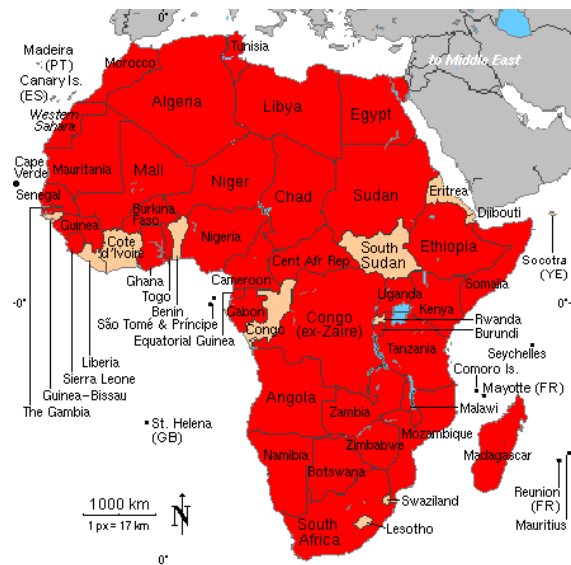 0°
Madeira
(PT)
Canary Is.
(ES)
Western
Sahara
Morocco
Tunisia
to Middle East
Algeria
Libya
Egypt
Cape
Verde
Mauritania
Mali
Niger
Chad
Sudan
Eritrea
Senegal
Djibouti
Guinea
Burkina
Faso
Nigeria
Cote
d'Ivoire
South
Sudan
Ethiopia
Socotra
(YE)
Cent Afr Rep
Ghana
Togo
Benin
Cameroon
Somalia
-0°
São Tomé & Príncipe
Equatorial Guinea
Gabon
Congo
Congo
(ex-Zaire)
Uganda
Kenya
Rwanda
Burundi
0°-
Liberia
Sierra Leone
Guinea-Bissau
The Gambia
Tanzania
Seychelles
Comoro Is.
Mayotte (FR)
St. Helena
(GB)
Angola
Zambia
Malawi
Mozambique
Zimbabwe
Madagascar
Namibia
Botswana
Reunion
(FR)
Mauritius
1000 km
1 px = 17 km
N
Swaziland
Lesotho
South
Africa
0°